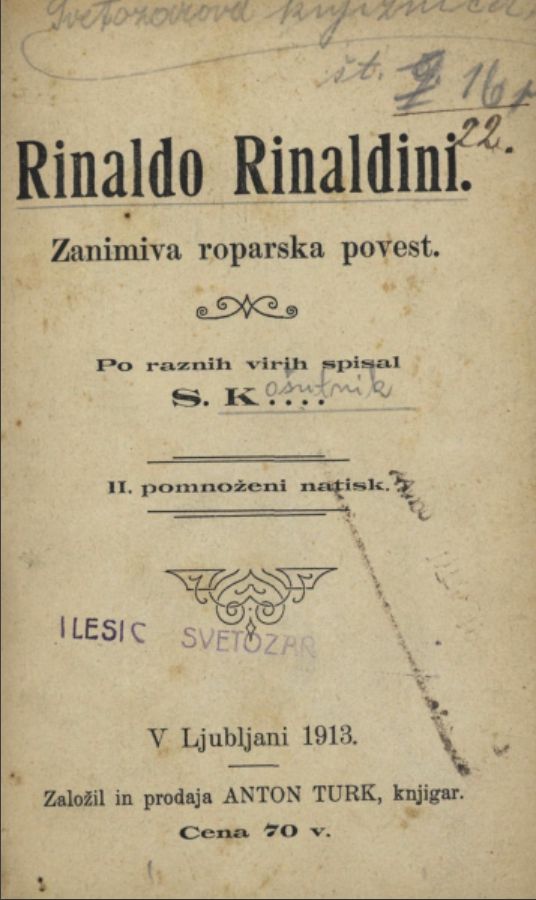 Svetozarova knjižnica.
št. 16
22.
Rinaldo Rinaldini.
Zanimiva roparska povest.
Po raznih virih spisal
S. K....
ošutnik
II. pomnoženi natisk.
ILESIC SVETOZAR
V Ljubljani 1913.
Založil in prodaja ANTON TURK, knjigar.
Cena 70 v.